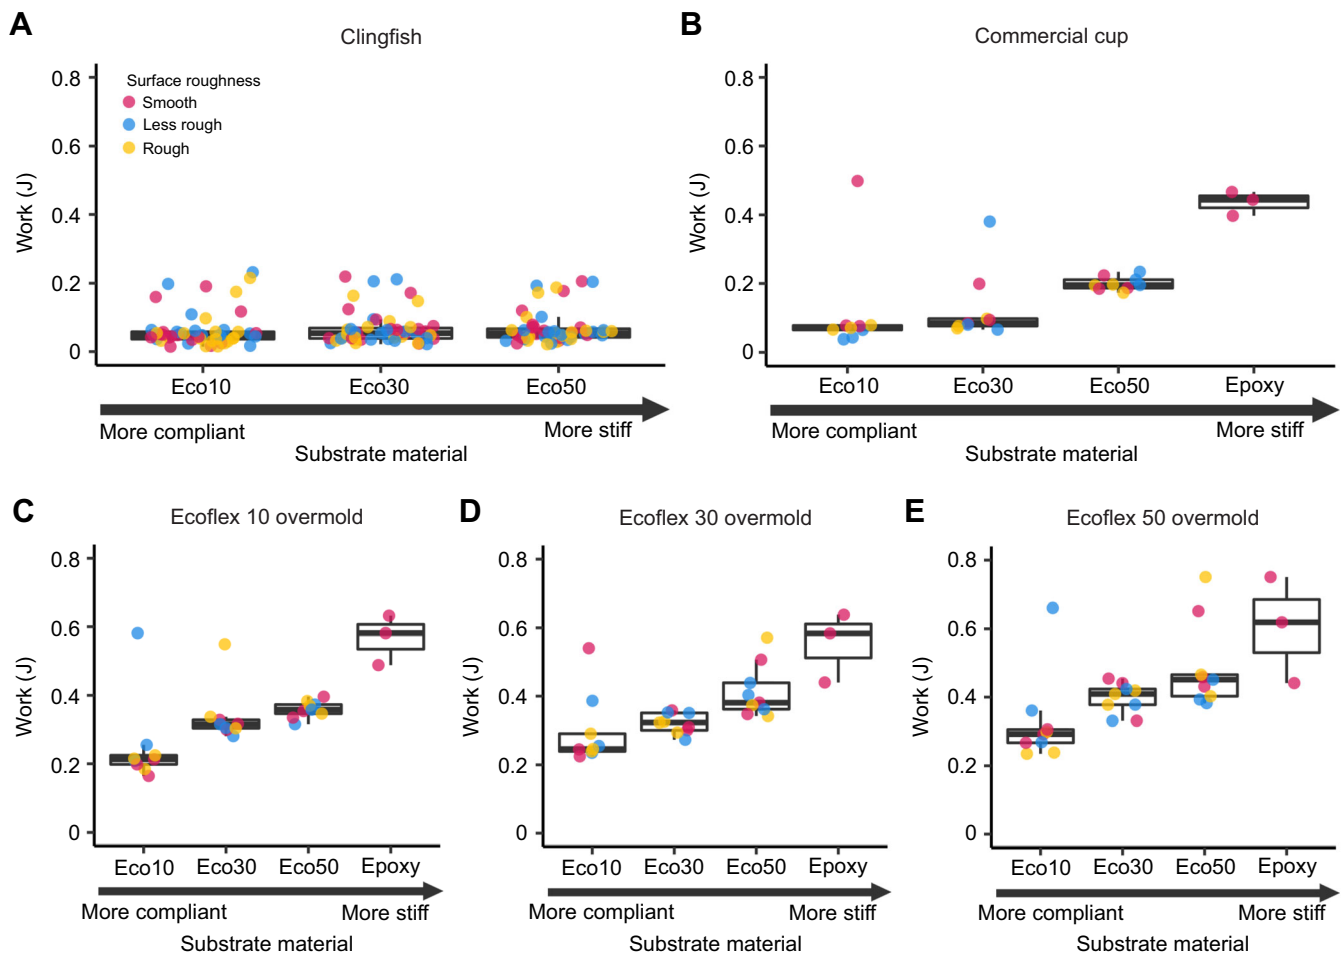 A
Clingfish
Surface roughness
Smooth
Less rough
Rough
0.8
0.6
0.4
0.2
0
Work (J)
Eco10 Eco30 Eco50
More compliant More stiff
Substrate material
B
Commercial cup
0.8
0.6
0.4
0.2
0
Work (J)
Eco10 Eco30 Eco50 Epoxy
More compliant More stiff
Substrate material
C
Ecoflex 10 overmold
0.8
0.6
0.4
0.2
0
Work (J)
Eco10 Eco30 Eco50 Epoxy
More compliant More stiff
Substrate material
D
Ecoflex 30 overmold
0.8
0.6
0.4
0.2
0
Work (J)
Eco10 Eco30 Eco50 Epoxy
More compliant More stiff
Substrate material
E
Ecoflex 50 overmold
0.8
0.6
0.4
0.2
0
Work (J)
Eco10 Eco30 Eco50 Epoxy
More compliant More stiff
Substrate material